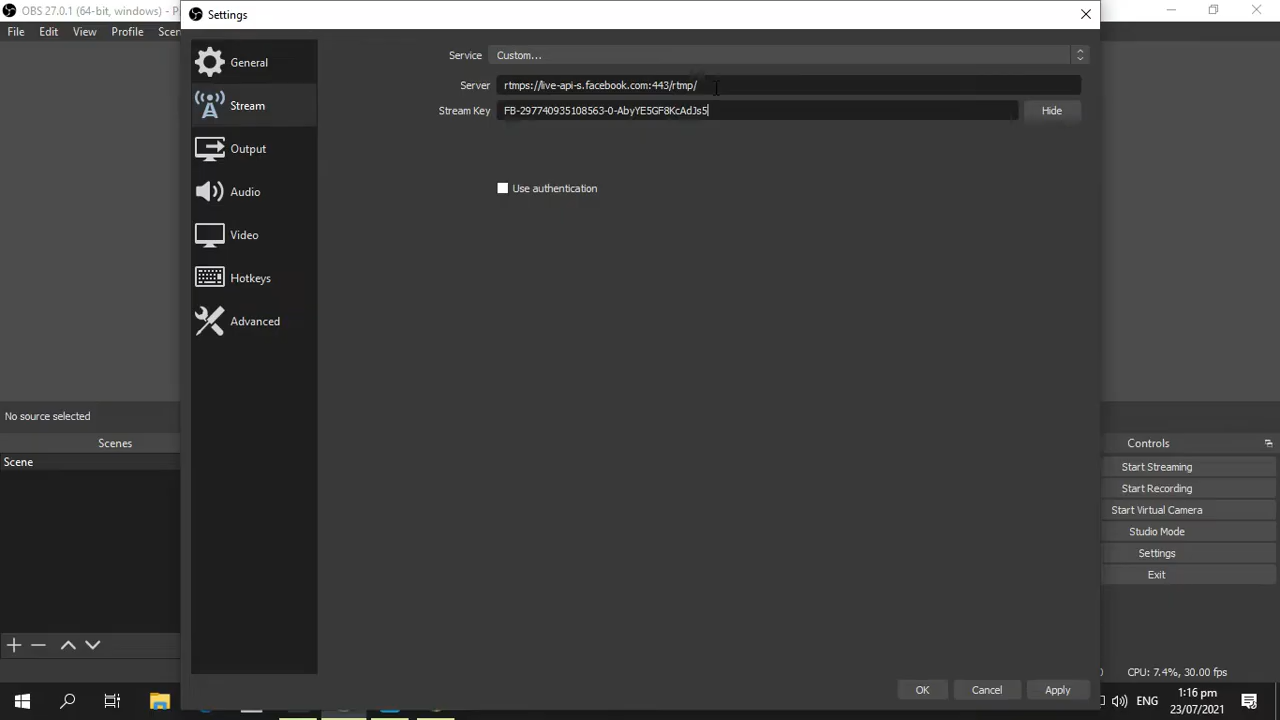 OBS 27.0.1 (64-bit, windows) - P
Settings
File Edit View Profile Scen
General
Stream
Output
Audio
Video
Hotkeys
Advanced
Service Custom...
Server rtmps://live-api-s.facebook.com:443/rtmp/
Stream Key FB-297740935108563-0-AbyYE5GF8KcAdJs5 Hide
Use authentication
No source selected
Scenes
Scene
Controls
Start Streaming
Start Recording
Start Virtual Camera
Studio Mode
Settings
Exit
OK Cancel Apply
0 CPU: 7.4%, 30.00 fps
ENG
1:16 pm
23/07/2021